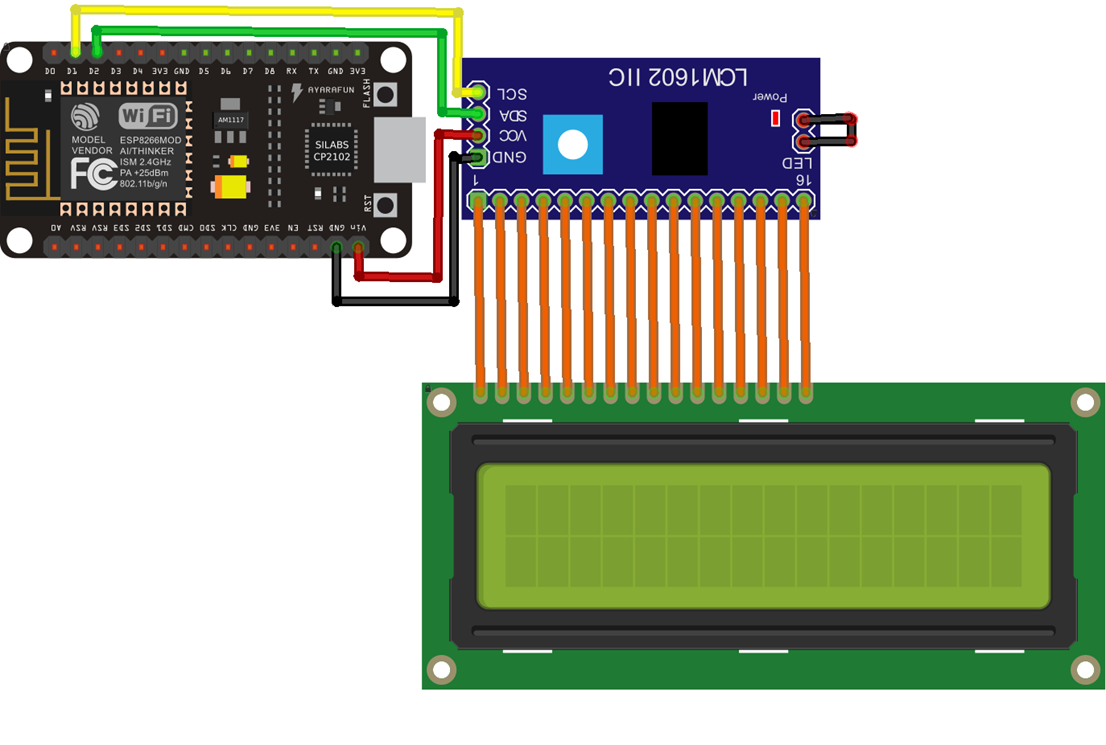 D0 D1 D2 D3 D4 3V3 GND D5 D6 D7 D8 RX TX GND 3V3
AYARAFUN
FLASH
WiFi
AM1117
MODEL
VENDOR
ESP8266MOD
AI/THINKER
ISM 2.4GHz
PA +25dBm
802.11b/g/n
FC
SILABS
CP2102
RST
A0 RSV RSV SD3 SD2 SD1 CMD SD0 CLK GND 3V3 EN RST GND Vin
LCM1602 IIC
SCL
SDA
VCC
GND
Power
LED
1
16